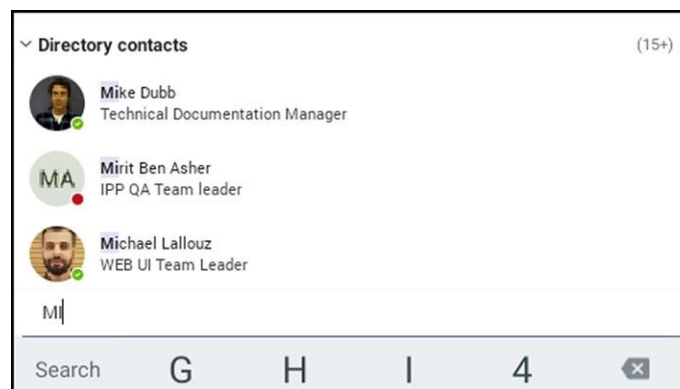 Directory contacts (15+)
Mike Dubb
Technical Documentation Manager
MA
Mirit Ben Asher
IPP QA Team leader
Michael Lallouz
WEB UI Team Leader
MI
Search G H I 4